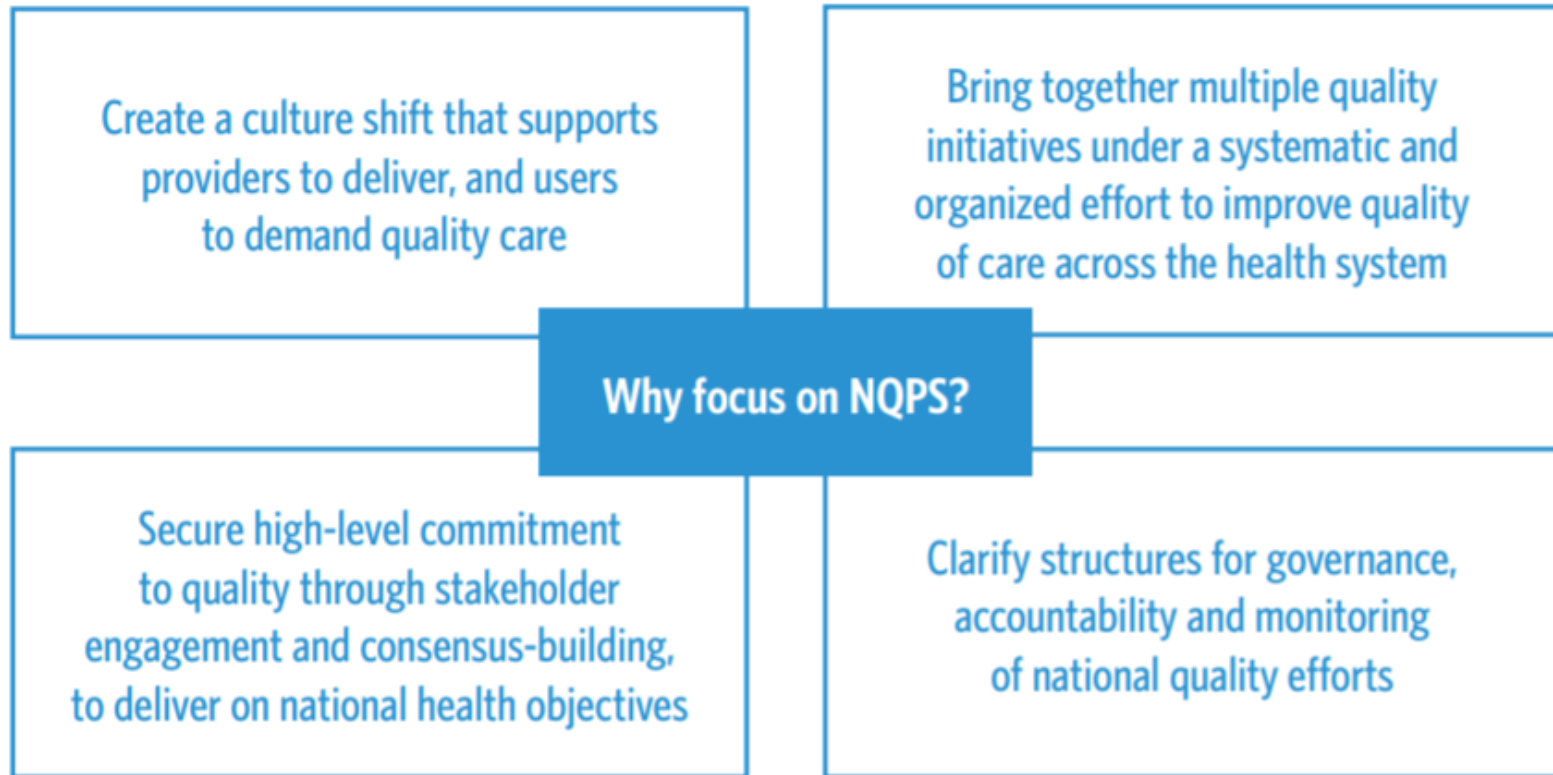 Create a culture shift that supports
providers to deliver, and users
to demand quality care
Bring together multiple quality
initiatives under a systematic and
organized effort to improve quality
of care across the health system
Why focus on NQPS?
Secure high-level commitment
to quality through stakeholder
engagement and consensus-building,
to deliver on national health objectives
Clarify structures for governance,
accountability and monitoring
of national quality efforts